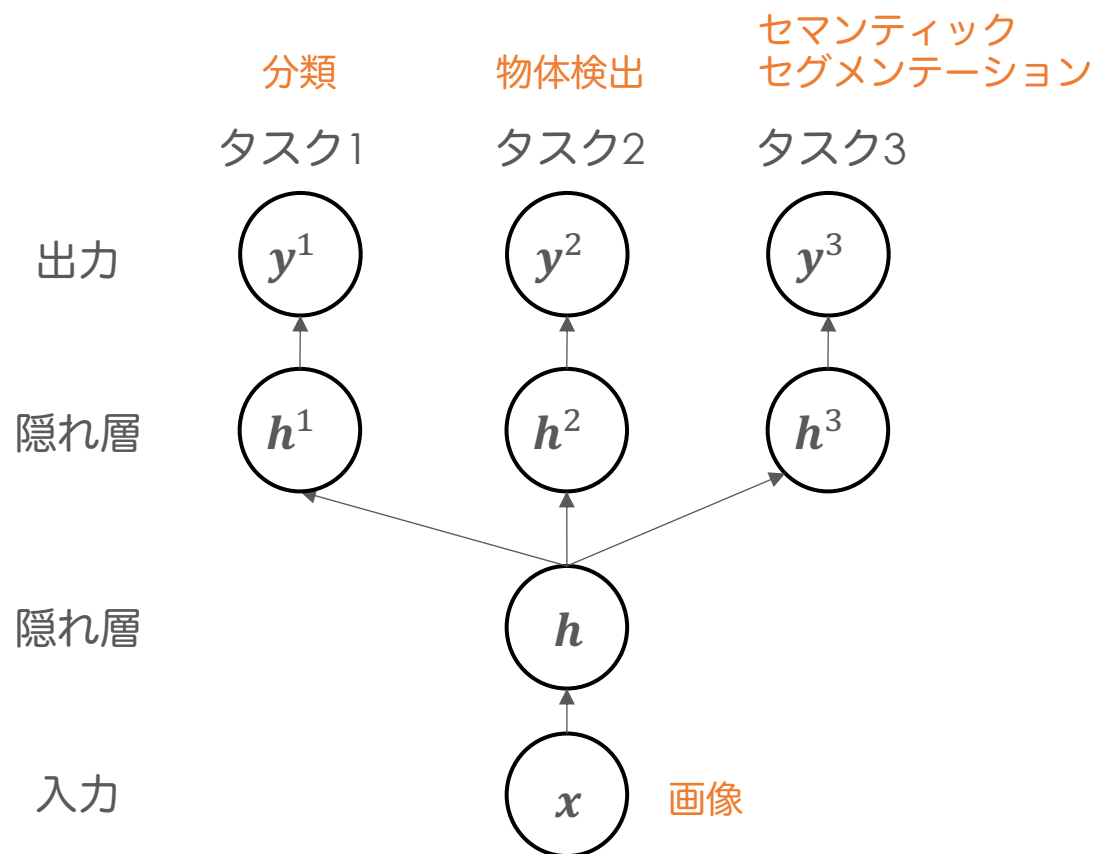 セマンティック
分類 物体検出 セグメンテーション
タスク1 タスク2 タスク3
出力 y¹ y² y³
隠れ層 h¹ h² h³
隠れ層 h
入力 x 画像